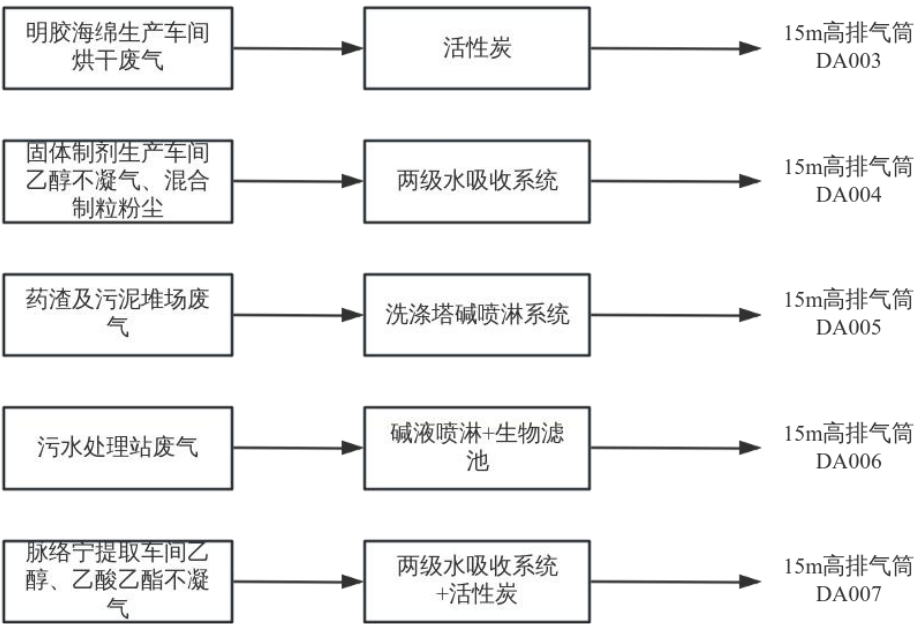 明胶海绵生产车间
烘干废气
活性炭
15m高排气筒
DA003
固体制剂生产车间
乙醇不凝气、混合
制粒粉尘
两级水吸收系统
15m高排气筒
DA004
药渣及污泥堆场废
气
洗涤塔碱喷淋系统
15m高排气筒
DA005
污水处理站废气
碱液喷淋+生物滤
池
15m高排气筒
DA006
脉络宁提取车间乙
醇、乙酸乙酯不凝
气
两级水吸收系统
+活性炭
15m高排气筒
DA007